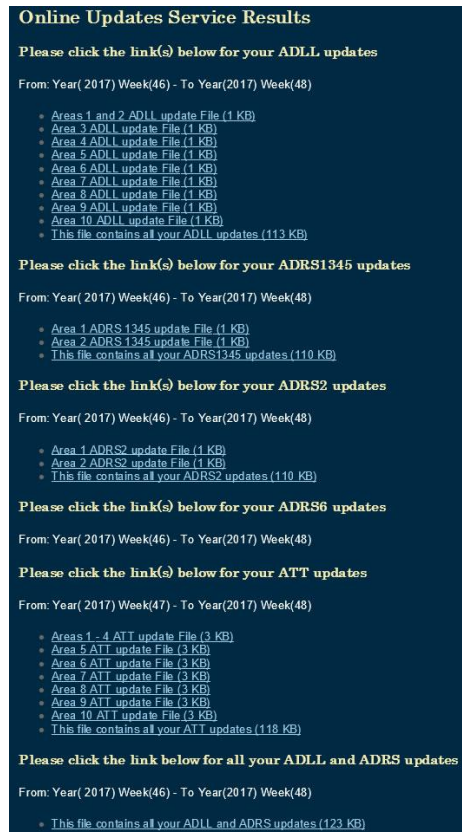 Online Updates Service Results
Please click the link(s) below for your ADLL updates
From: Year( 2017) Week(46) - To Year(2017) Week(48)
Areas 1 and 2 ADLL update File (1 KB)
Area 3 ADLL update File (1 KB)
Area 4 ADLL update File (1 KB)
Area 5 ADLL update File (1 KB)
Area 6 ADLL update File (1 KB)
Area 7 ADLL update File (1 KB)
Area 8 ADLL update File (1 KB)
Area 9 ADLL update File (1 KB)
Area 10 ADLL update File (1 KB)
This file contains all your ADLL updates (113 KB)
Please click the link(s) below for your ADRS1345 updates
From: Year( 2017) Week(46) - To Year(2017) Week(48)
Area 1 ADRS 1345 update File (1 KB)
Area 2 ADRS 1345 update File (1 KB)
This file contains all your ADRS1345 updates (110 KB)
Please click the link(s) below for your ADRS2 updates
From: Year( 2017) Week(46) - To Year(2017) Week(48)
Area 1 ADRS2 update File (1 KB)
Area 2 ADRS2 update File (1 KB)
This file contains all your ADRS2 updates (110 KB)
Please click the link(s) below for your ADRS6 updates
From: Year( 2017) Week(46) - To Year(2017) Week(48)
Please click the link(s) below for your ATT updates
From: Year( 2017) Week(47) - To Year(2017) Week(48)
Areas 1 - 4 ATT update File (3 KB)
Area 5 ATT update File (3 KB)
Area 6 ATT update File (3 KB)
Area 7 ATT update File (3 KB)
Area 8 ATT update File (3 KB)
Area 9 ATT update File (3 KB)
Area 10 ATT update File (3 KB)
This file contains all your ATT updates (118 KB)
Please click the link below for all your ADLL and ADRS updates
From: Year( 2017) Week(46) - To Year(2017) Week(48)
This file contains all your ADLL and ADRS updates (123 KB)